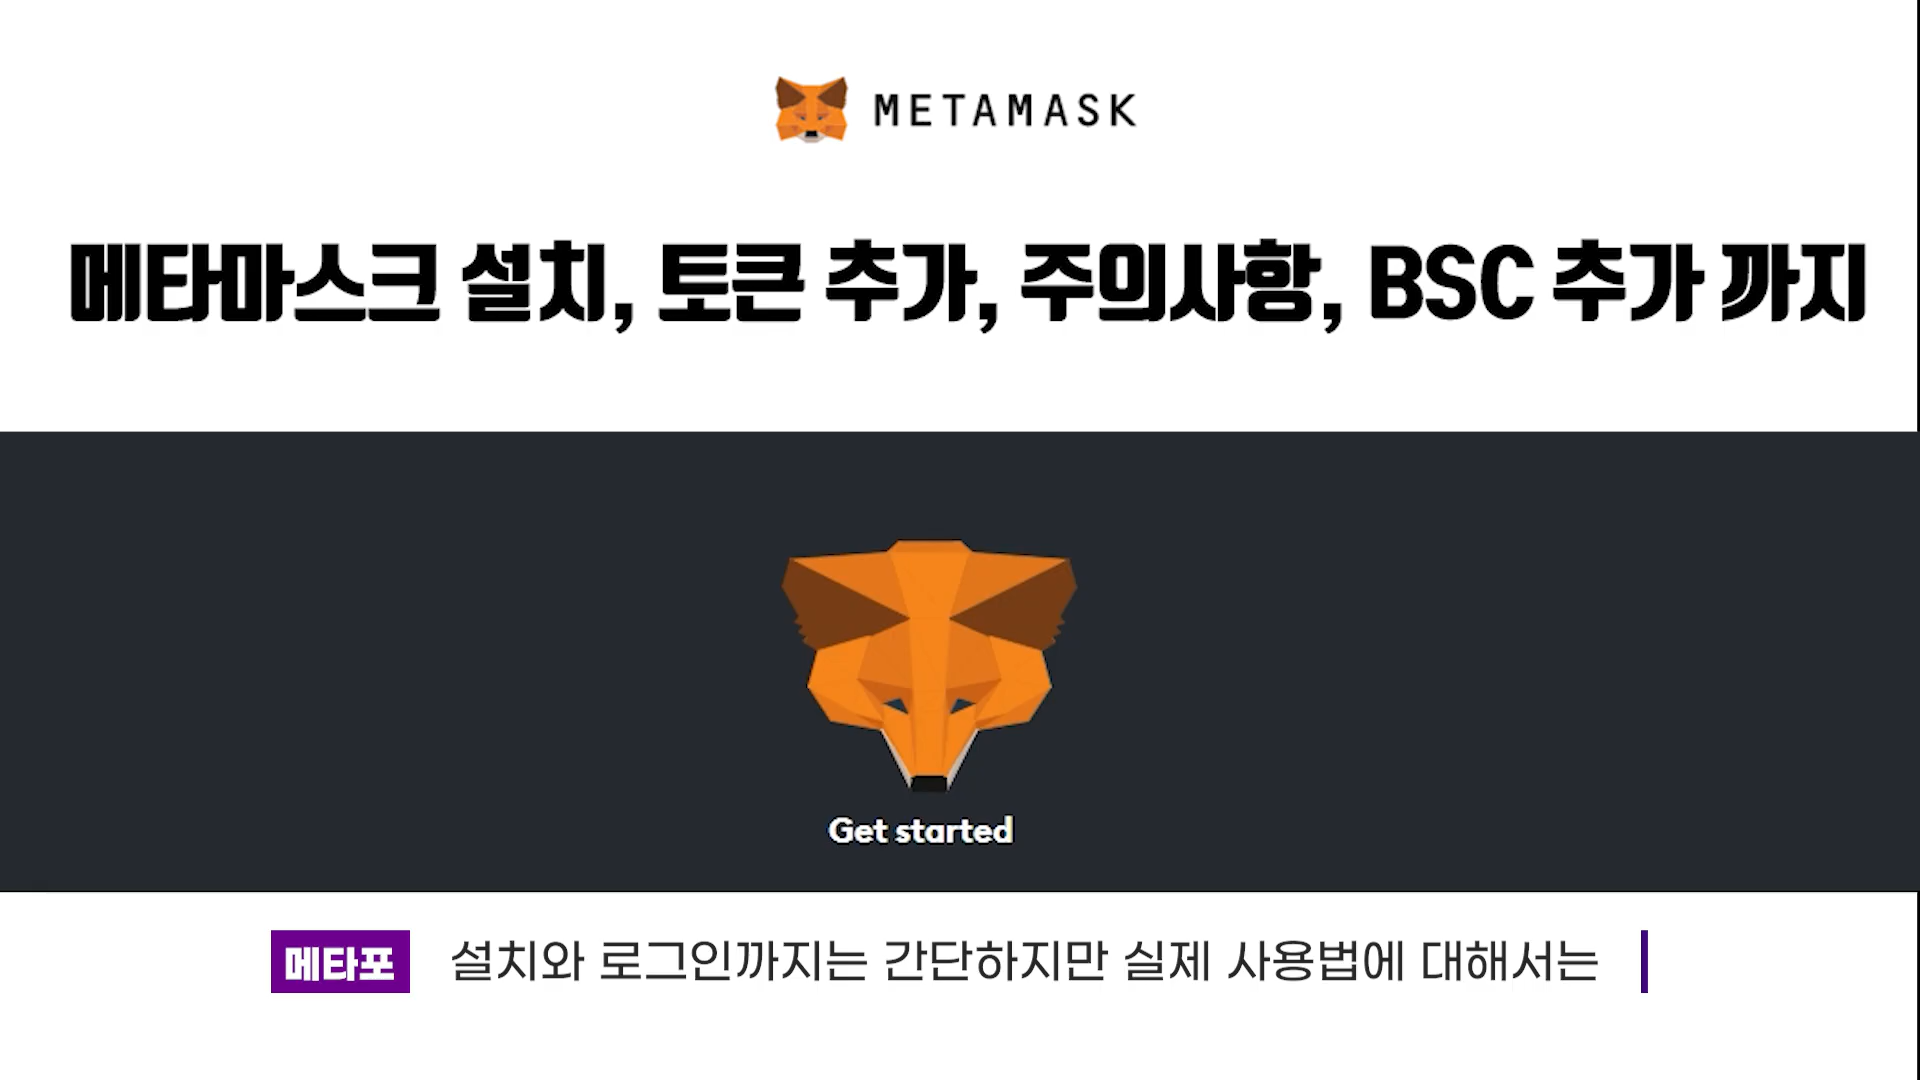 METAMASK
메타마스크 설치, 토큰 추가, 주의사항, BSC 추가 까지
Get started
메타포 설치와 로그인까지는 간단하지만 실제 사용법에 대해서는